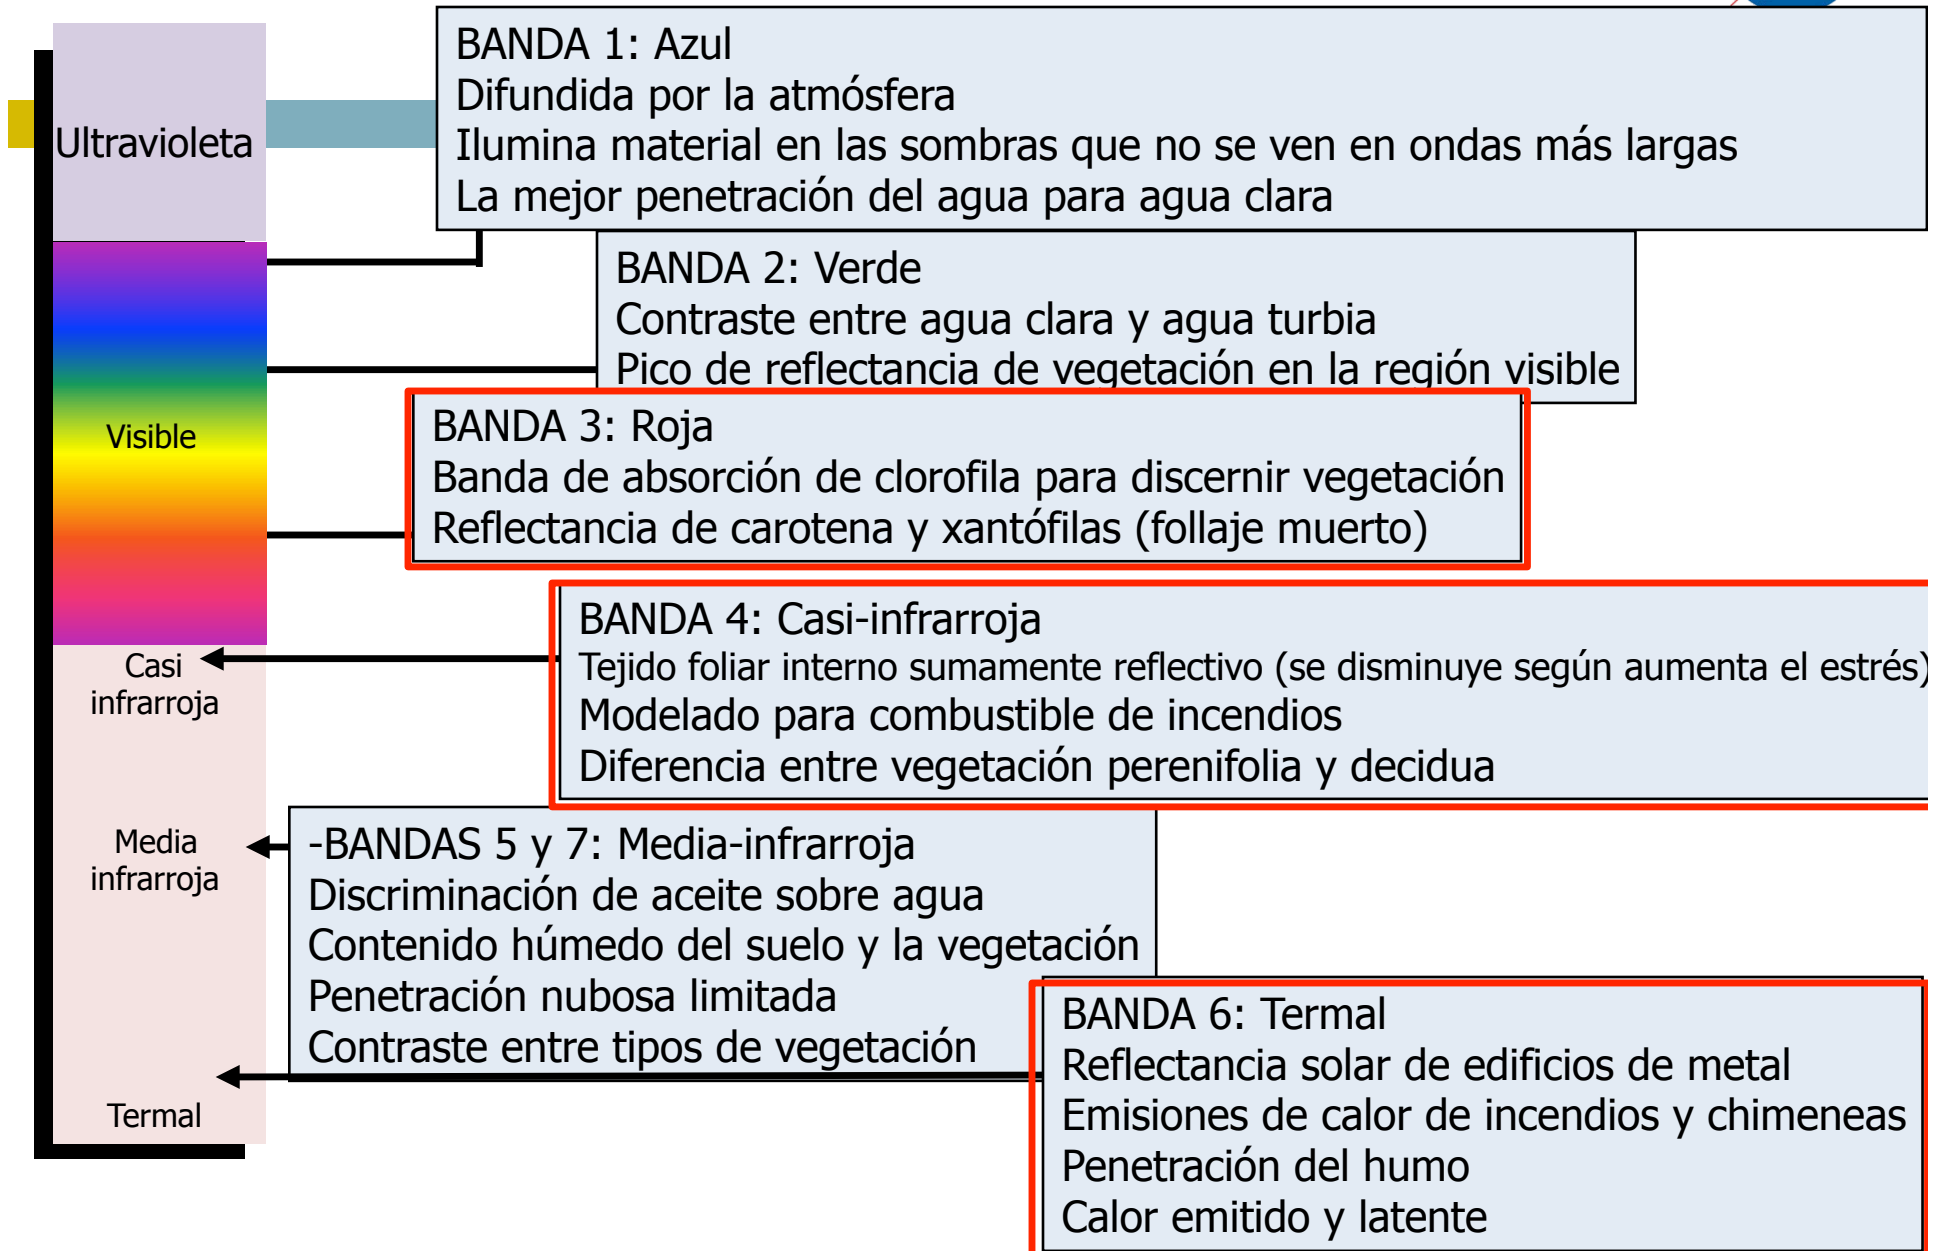 BANDA 1: Azul
Difundida por la atmósfera
Ilumina material en las sombras que no se ven en ondas más largas
La mejor penetración del agua para agua clara
Ultravioleta
BANDA 2: Verde
Contraste entre agua clara y agua turbia
Pico de reflectancia de vegetación en la región visible
Visible
BANDA 3: Roja
Banda de absorción de clorofila para discernir vegetación
Reflectancia de carotena y xantófilas (follaje muerto)
BANDA 4: Casi-infrarroja
Tejido foliar interno sumamente reflectivo (se disminuye según aumenta el estrés)
Modelado para combustible de incendios
Diferencia entre vegetación perenifolia y decidua
Casi
infrarroja
Media
infrarroja
-BANDAS 5 y 7: Media-infrarroja
Discriminación de aceite sobre agua
Contenido húmedo del suelo y la vegetación
Penetración nubosa limitada
Contraste entre tipos de vegetación
Termal
BANDA 6: Termal
Reflectancia solar de edificios de metal
Emisiones de calor de incendios y chimeneas
Penetración del humo
Calor emitido y latente